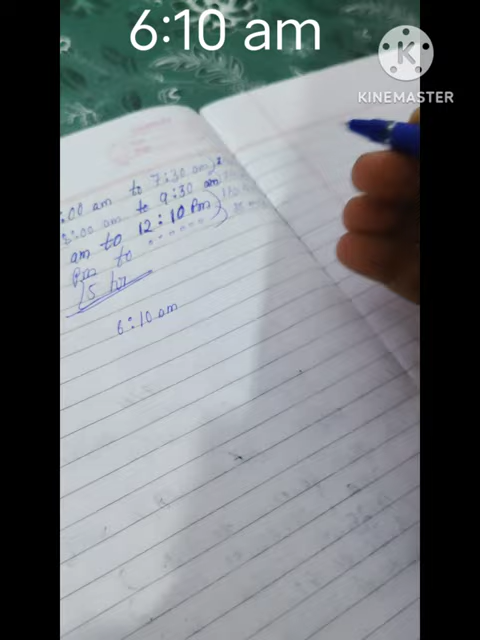 6:10 am
KINEMASTER
:00 am to 7:30 am
8:00 am to 9:30 am
am to 12:10 Pm
Pm to ......
15 hr
6:10 am